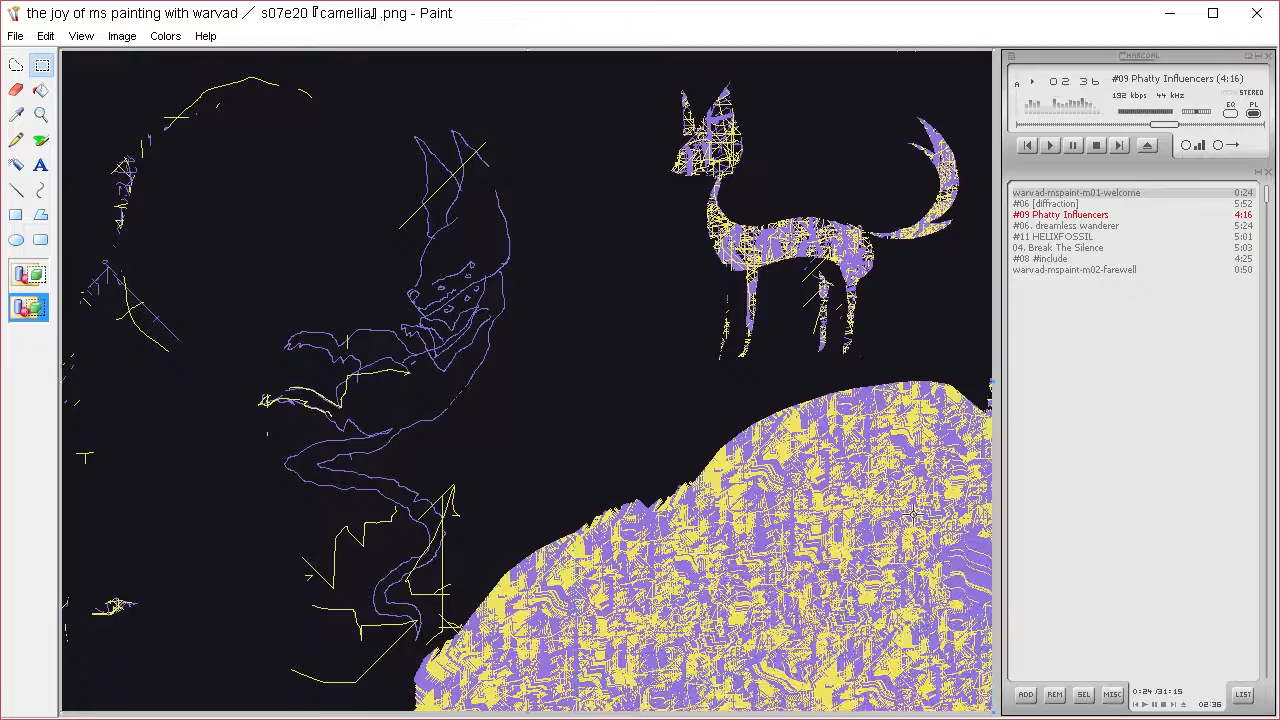 the joy of ms painting with warvad ／ s07e20『camellia』.png - Paint
File Edit View Image Colors Help
CHARCOAL
A 02 36 #09 Phatty Influencers (4:16)
192 kbps 44 kHz STEREO
EQ PL
warvad-mspaint-m01-welcome 0:24
#06 [diffraction] 5:52
#09 Phatty Influencers 4:16
#06. dreamless wanderer 5:24
#11 HELIXFOSSIL 5:01
04. Break The Silence 5:03
#08 #include 4:25
warvad-mspaint-m02-farewell 0:50
ADD REM SEL MISC 0:24/31:15 02:36 LIST